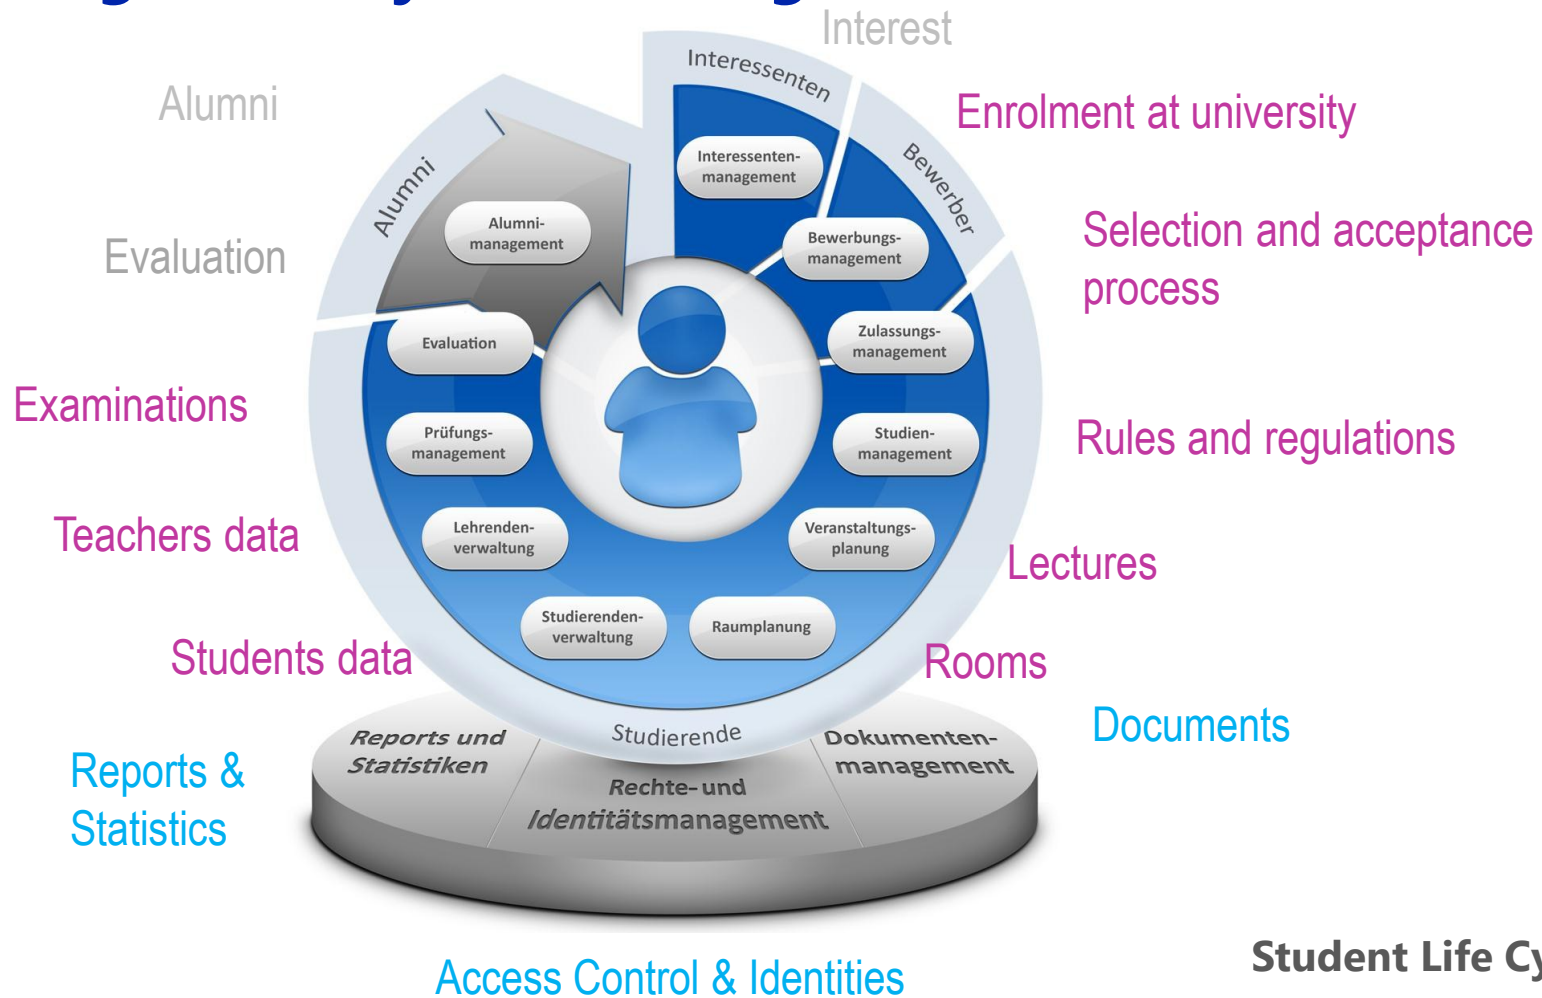 Interest
Interessenten
Alumni
Enrolment at university
Bewerber
Alumni
Interessenten-
management
Selection and acceptance
process
Alumni-
management
Bewerbungs-
management
Evaluation
Evaluation
Zulassungs-
management
Examinations
Prüfungs-
management
Studien-
management
Rules and regulations
Teachers data
Lehrenden-
verwaltung
Veranstaltungs-
planung
Lectures
Students data
Studierenden-
verwaltung
Raumplanung
Rooms
Documents
Studierende
Reports und
Statistiken
Rechte- und
Identitätsmanagement
Dokumenten-
management
Reports &
Statistics
Access Control & Identities
Student Life Cy